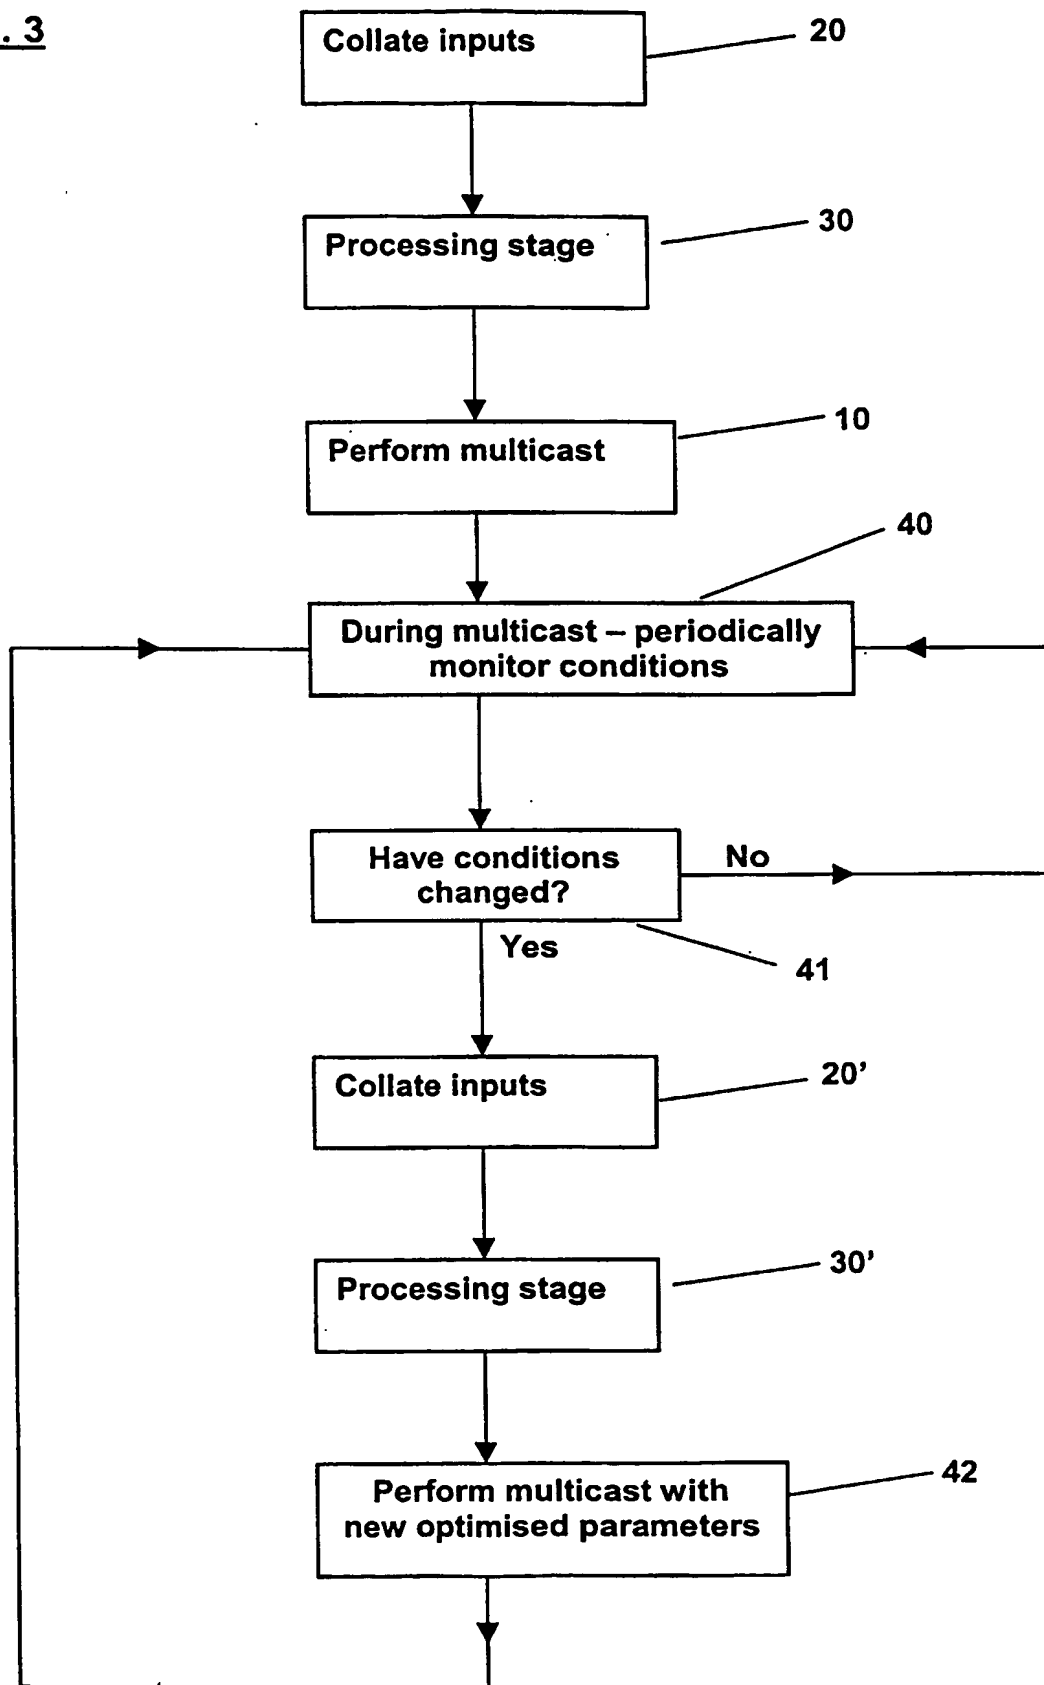 . 3
Collate inputs
20
Processing stage
30
Perform multicast
10
40
During multicast – periodically
monitor conditions
Have conditions
changed?
No
Yes
41
Collate inputs
20'
Processing stage
30'
Perform multicast with
new optimised parameters
42